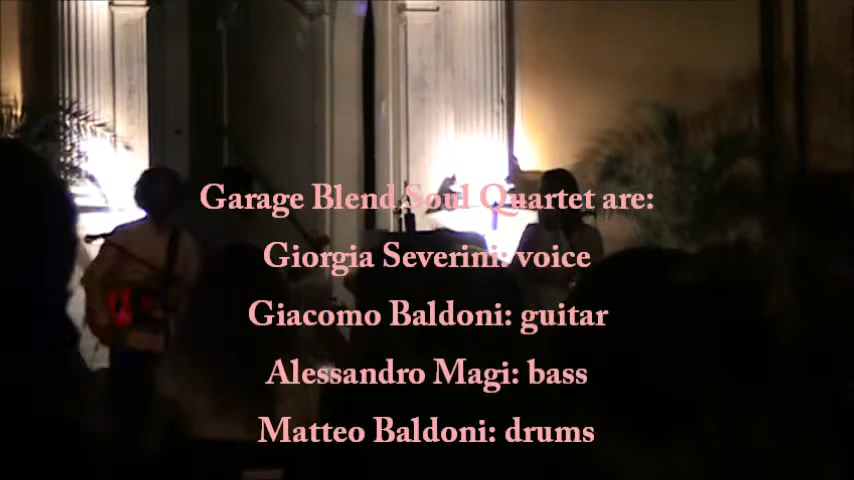 Garage Blend Soul Quartet are:
Giorgia Severini: voice
Giacomo Baldoni: guitar
Alessandro Magi: bass
Matteo Baldoni: drums